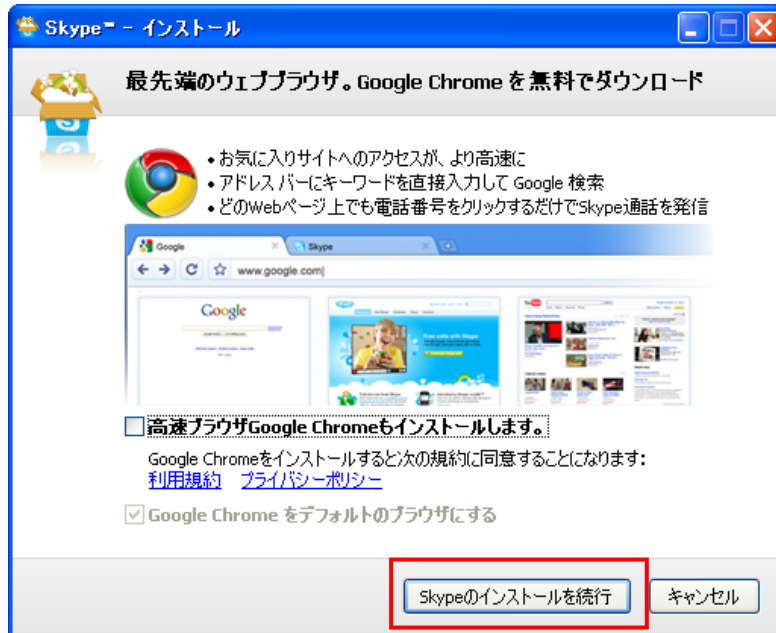 Skype™ - インストール
最先端のウェブブラウザ。Google Chrome を無料でダウンロード
• お気に入りサイトへのアクセスが、より高速に
• アドレス バーにキーワードを直接入力して Google 検索
• どのWebページ上でも電話番号をクリックするだけでSkype通話を発信
Google Skype
www.google.com
Google
Free calls with Skype
高速ブラウザGoogle Chromeもインストールします。
Google Chromeをインストールすると次の規約に同意することになります:
利用規約 プライバシーポリシー
Google Chrome をデフォルトのブラウザにする
Skypeのインストールを続行 キャンセル